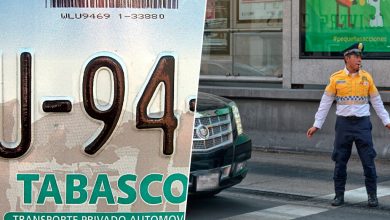 WLU9469 1-33880
U-94
TABASCO
TRANSPORTE PRIVADO AUTOMOV
#pequeñasacciones